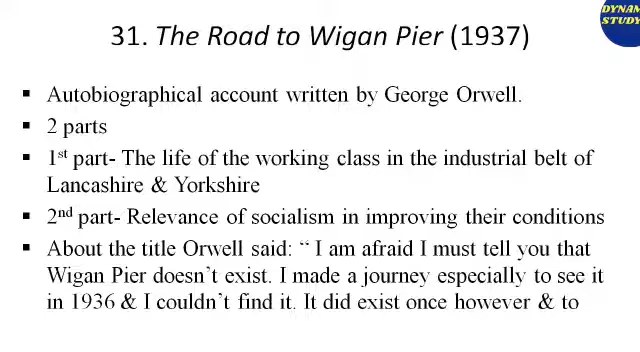 DYNAM
STUDY
31. The Road to Wigan Pier (1937)
▪ Autobiographical account written by George Orwell.
▪ 2 parts
▪ 1st part- The life of the working class in the industrial belt of
Lancashire & Yorkshire
▪ 2nd part- Relevance of socialism in improving their conditions
▪ About the title Orwell said: “ I am afraid I must tell you that
Wigan Pier doesn’t exist. I made a journey especially to see it
in 1936 & I couldn’t find it. It did exist once however & to